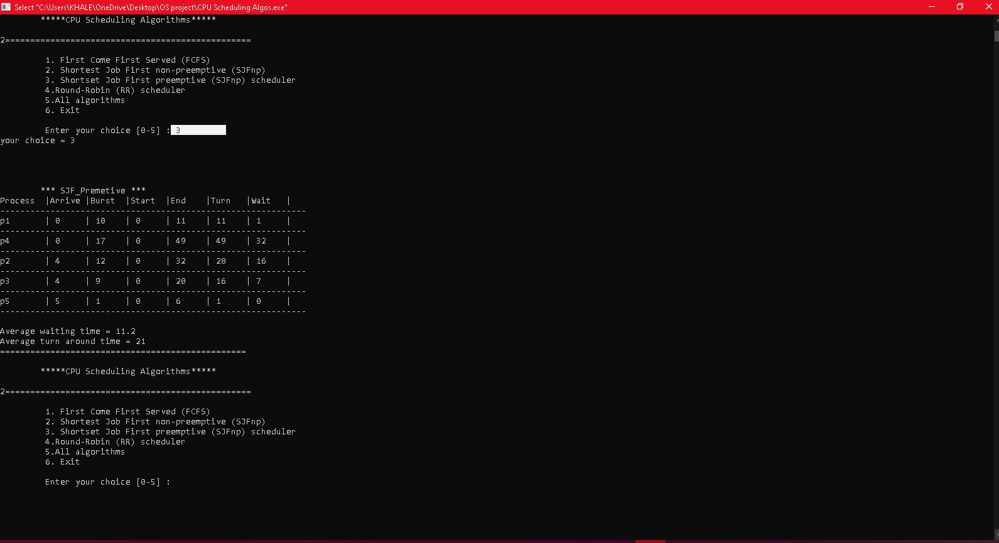 Select "C:\Users\KHALE\OneDrive\Desktop\OS project\CPU Scheduling Algos.exe"
*****CPU Scheduling Algorithms*****
2=================================================
1. First Come First Served (FCFS)
2. Shortest Job First non-preemptive (SJFnp)
3. Shortset Job First preemptive (SJFnp) scheduler
4.Round-Robin (RR) scheduler
5.All algorithms
6. Exit
Enter your choice [0-5] : 3
your choice = 3
*** SJF_Premetive ***
Process |Arrive |Burst |Start |End |Turn |Wait |
-------------------------------------------------------------
p1 | 0 | 10 | 0 | 11 | 11 | 1 |
-------------------------------------------------------------
p4 | 0 | 17 | 0 | 49 | 49 | 32 |
-------------------------------------------------------------
p2 | 4 | 12 | 0 | 32 | 28 | 16 |
-------------------------------------------------------------
p3 | 4 | 9 | 0 | 20 | 16 | 7 |
-------------------------------------------------------------
p5 | 5 | 1 | 0 | 6 | 1 | 0 |
-------------------------------------------------------------
Average waiting time = 11.2
Average turn around time = 21
=================================================
*****CPU Scheduling Algorithms*****
2=================================================
1. First Come First Served (FCFS)
2. Shortest Job First non-preemptive (SJFnp)
3. Shortset Job First preemptive (SJFnp) scheduler
4.Round-Robin (RR) scheduler
5.All algorithms
6. Exit
Enter your choice [0-5] :